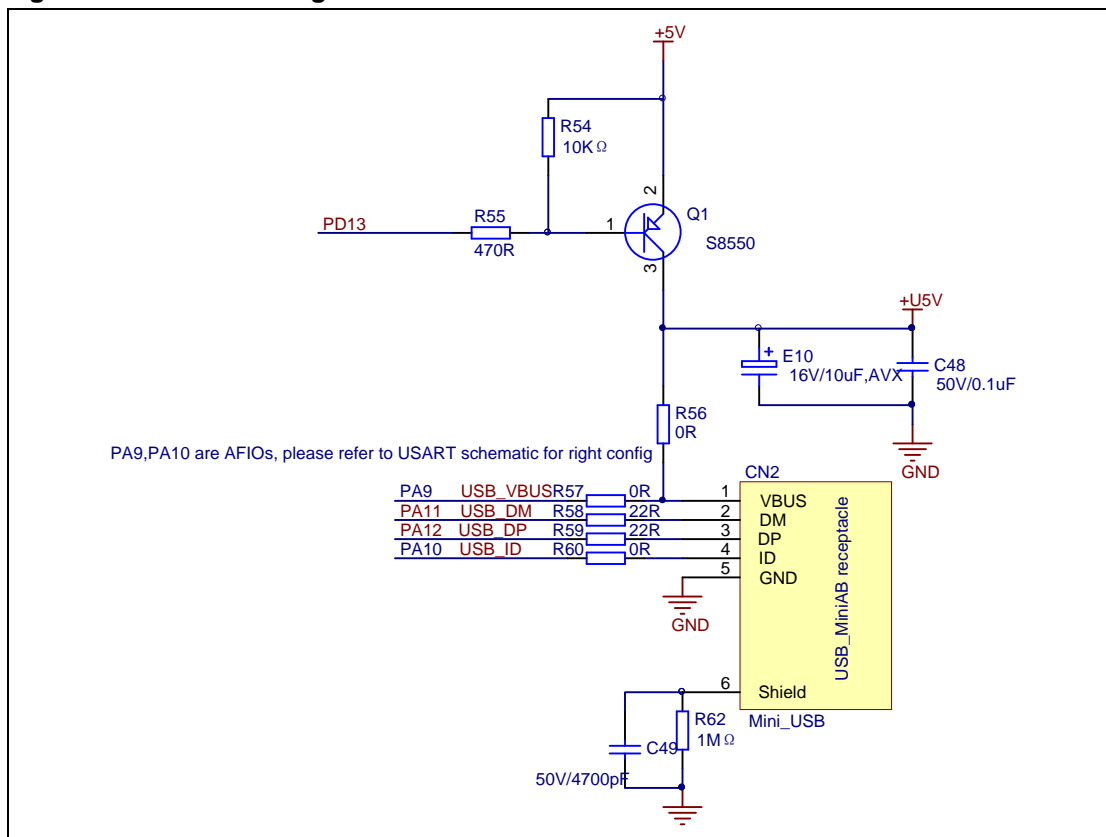 +5V
R54
10KΩ
2
Q1
PD13
R55
1
470R
S8550
3
+U5V
E10
16V/10uF,AVX
C48
50V/0.1uF
R56
0R
GND
PA9,PA10 are AFIOs, please refer to USART schematic for right config
CN2
PA9 USB_VBUS R57 0R 1 VBUS
PA11 USB_DM R58 22R 2 DM
PA12 USB_DP R59 22R 3 DP
PA10 USB_ID R60 0R 4 ID
5 GND
GND
USB_MiniAB receptacle
6 Shield
Mini_USB
R62
1MΩ
C49
50V/4700pF